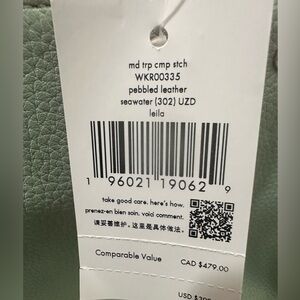 md trp cmp stch
WKR00335
pebbled leather
seawater (302) UZD
leila
1 96021 19062 9
take good care. here's how.
prenez-en bien soin. voici comment.
请妥善维护。这里是具体做法。
Comparable Value CAD $479.00